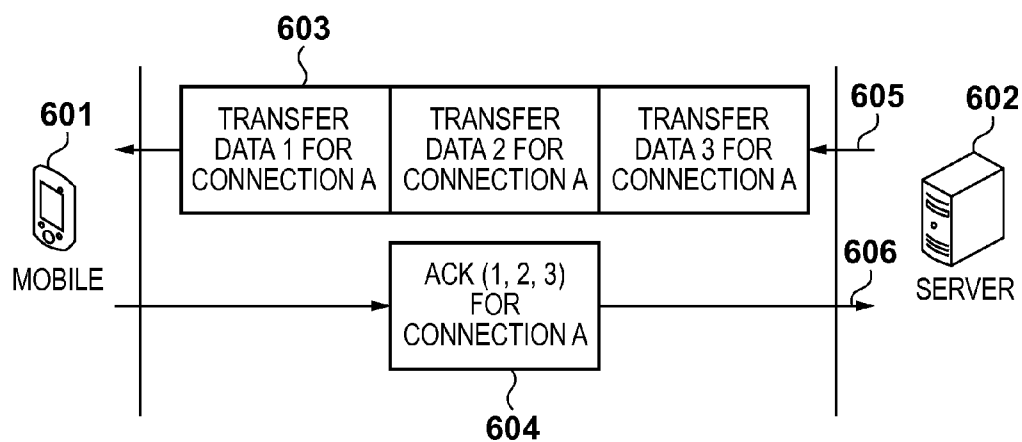 603
601
TRANSFER
DATA 1 FOR
CONNECTION A
TRANSFER
DATA 2 FOR
CONNECTION A
TRANSFER
DATA 3 FOR
CONNECTION A
605
602
MOBILE
ACK (1, 2, 3)
FOR
CONNECTION A
606
SERVER
604